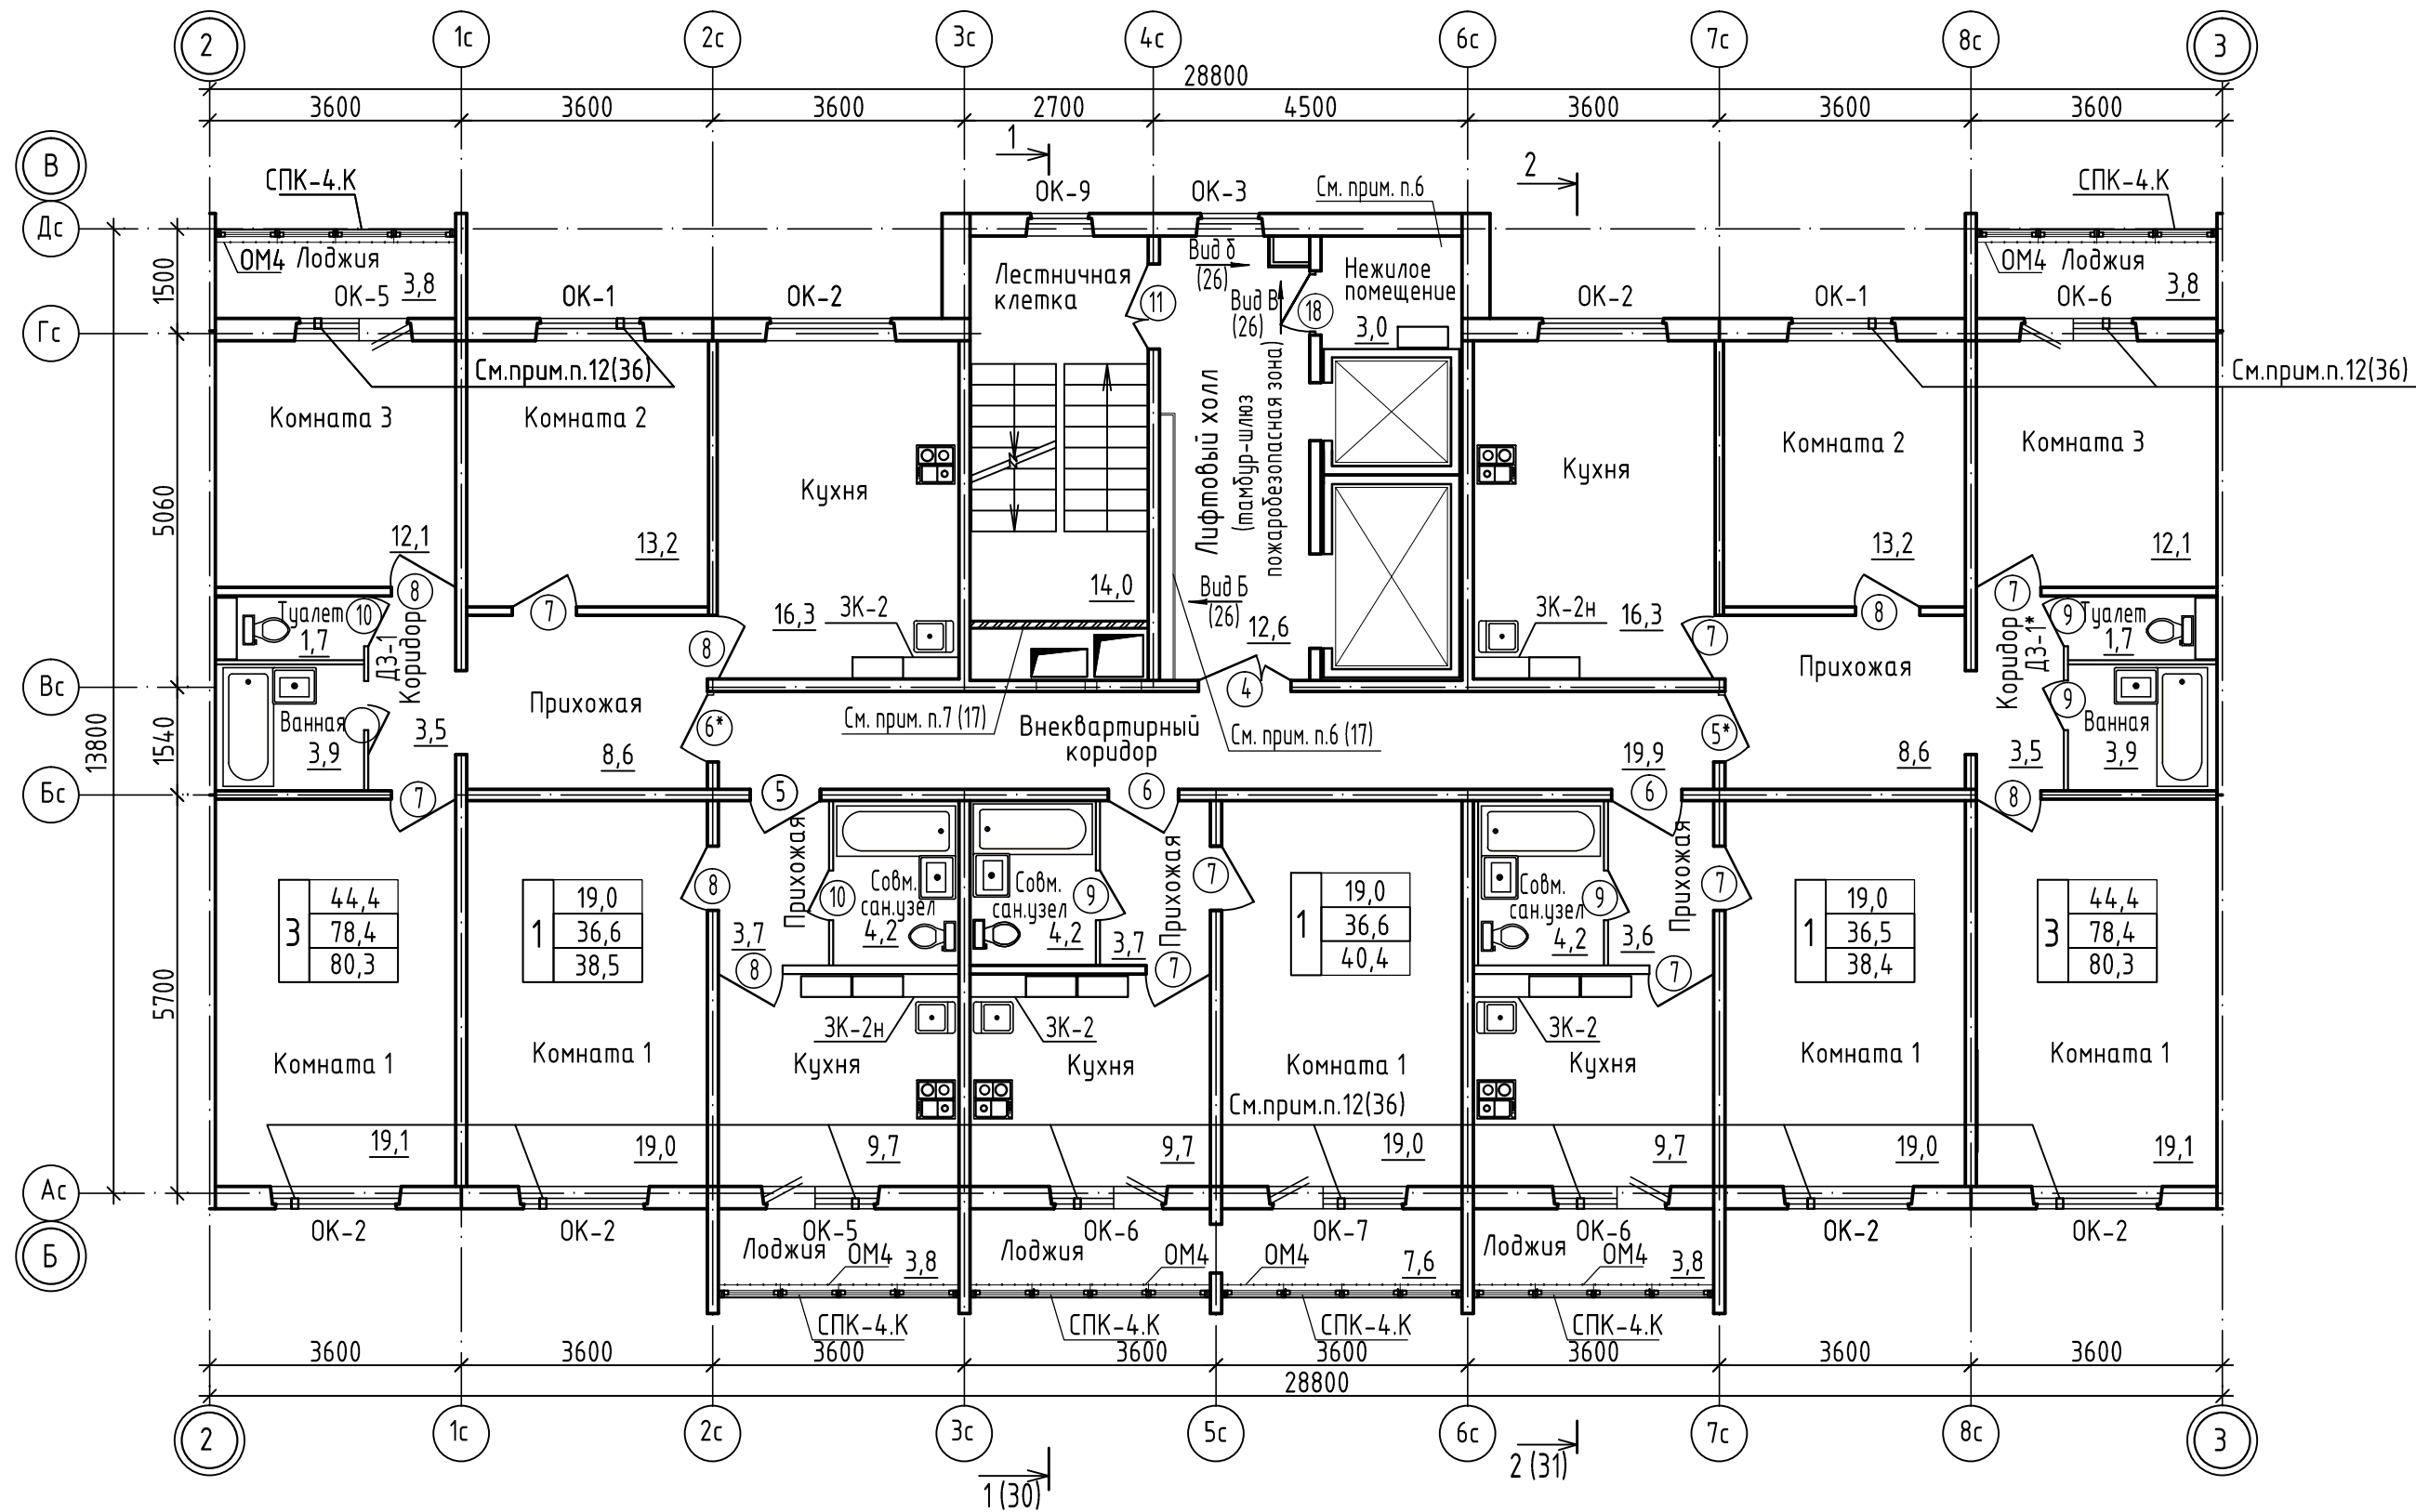 2 1с 2с 3с 4с 6с 7с 8с 3
28800
3600 3600 3600 2700 4500 3600 3600 3600
В
1
2
СПК-4.К
ОК-9 ОК-3
См. прим. п.6
СПК-4.К
Дс
1500
ОМ4 Лоджия
3,8
ОК-5 ОК-1 ОК-2
Лестничная
клетка
11
Вид б
(26)
Вид В
(26)
18
Нежилое
помещение
3,0
ОК-2 ОК-1 ОК-6
ОМ4 Лоджия
3,8
Гс
См.прим.п.12(36)
См.прим.п.12(36)
Комната 3
Комната 2
Кухня
Лифтовый холл
(тамбур-шлюз
пожаробезопасная зона)
Кухня
Комната 2
Комната 3
5060
12,1
13,2
16,3
ЗК-2
14,0
Вид Б
(26)
12,6
ЗК-2н
16,3
13,2
12,1
8
7
8
7
8
7
Туалет
10
1,7
ДЗ-1
Коридор
Коридор
ДЗ-1*
9
Туалет
1,7
Вс
13800
1540
Ванная
3,9
3,5
Прихожая
8,6
6*
См. прим. п.7 (17)
Внеквартирный
коридор
4
См. прим. п.6 (17)
19,9
5*
Прихожая
8,6
3,5
9
Ванная
3,9
Бс
7
5
6
6
8
5700
3
44,4
78,4
80,3
1
19,0
36,6
38,5
8
Прихожая
3,7
10
Совм.
сан.узел
4,2
8
Совм.
сан.узел
4,2
9
Прихожая
3,7
7
7
1
19,0
36,6
40,4
Совм.
сан.узел
4,2
9
Прихожая
3,6
7
7
1
19,0
36,5
38,4
3
44,4
78,4
80,3
ЗК-2н
ЗК-2
ЗК-2
Комната 1
Комната 1
Кухня
Кухня
Комната 1
Кухня
Комната 1
Комната 1
См.прим.п.12(36)
19,1 19,0 9,7 9,7 19,0 9,7 19,0 19,1
Ас
ОК-2 ОК-2 ОК-5 ОК-6 ОК-7 ОК-6 ОК-2 ОК-2
Б
Лоджия ОМ4 3,8
Лоджия ОМ4
ОМ4 7,6
Лоджия ОМ4 3,8
СПК-4.К СПК-4.К СПК-4.К СПК-4.К
3600 3600 3600 3600 3600 3600 3600 3600
28800
2 1с 2с 3с 5с 6с 7с 8с 3
1 (30)
2 (31)